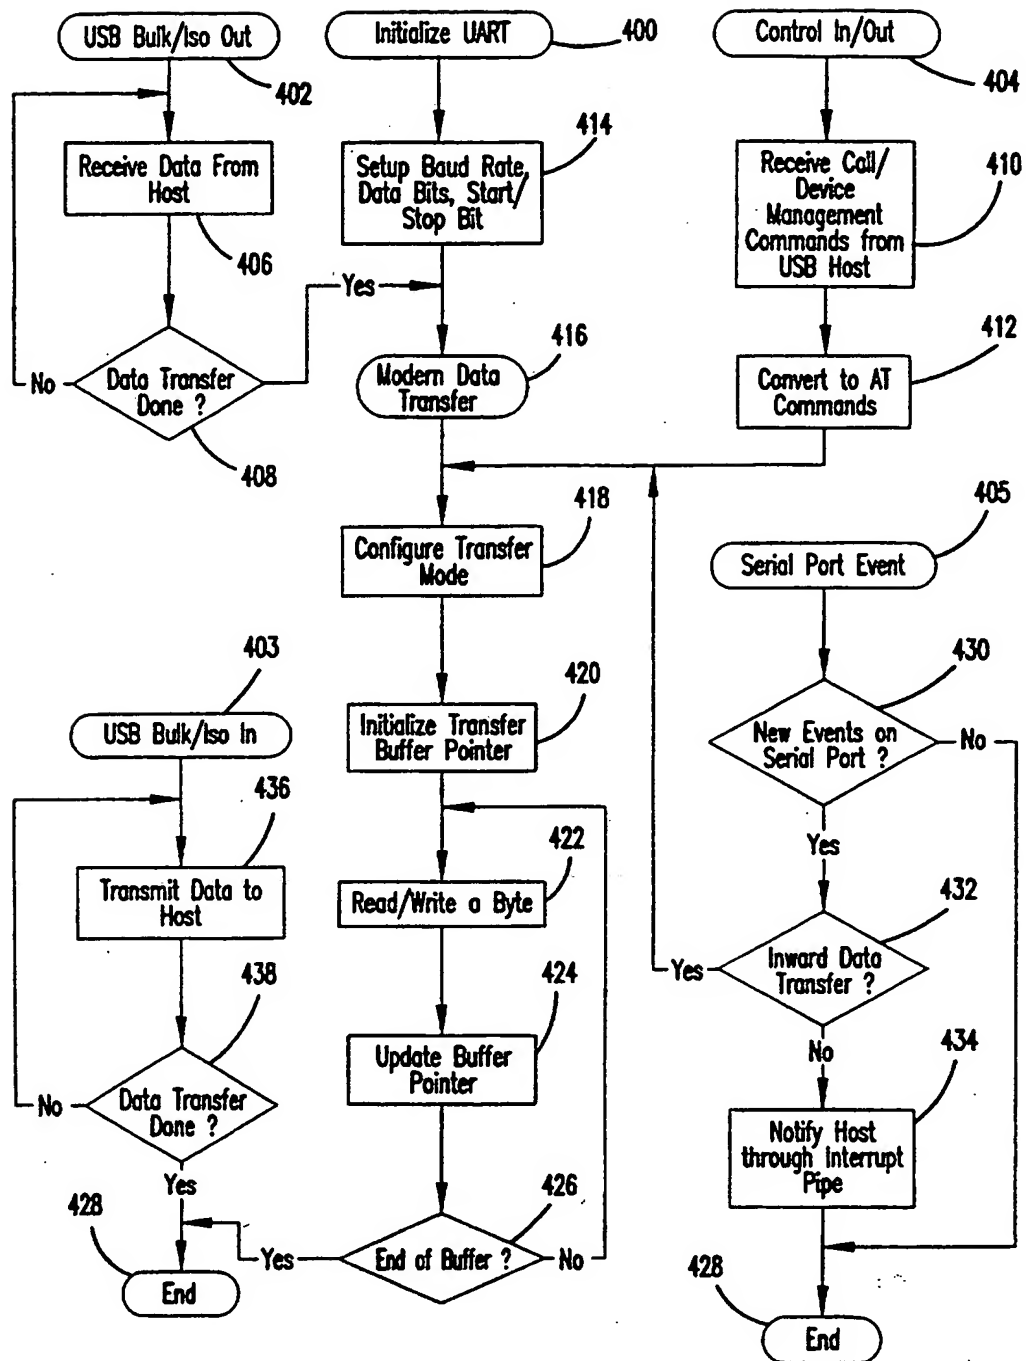 USB Bulk/Iso Out
402
Initialize UART
400
Control In/Out
404
Receive Data From
Host
406
414
Setup Baud Rate,
Data Bits, Start/
Stop Bit
Receive Call/
Device
Management
Commands from
USB Host
410
Yes
No
Data Transfer
Done ?
408
416
Modern Data
Transfer
412
Convert to AT
Commands
418
Configure Transfer
Mode
405
Serial Port Event
403
USB Bulk/Iso In
420
Initialize Transfer
Buffer Pointer
430
New Events on
Serial Port ?
No
Yes
436
Transmit Data to
Host
422
Read/Write a Byte
432
Inward Data
Transfer ?
Yes
No
438
Data Transfer
Done ?
No
Yes
424
Update Buffer
Pointer
434
Notify Host
through Interrupt
Pipe
426
End of Buffer ?
Yes
No
428
End
428
End